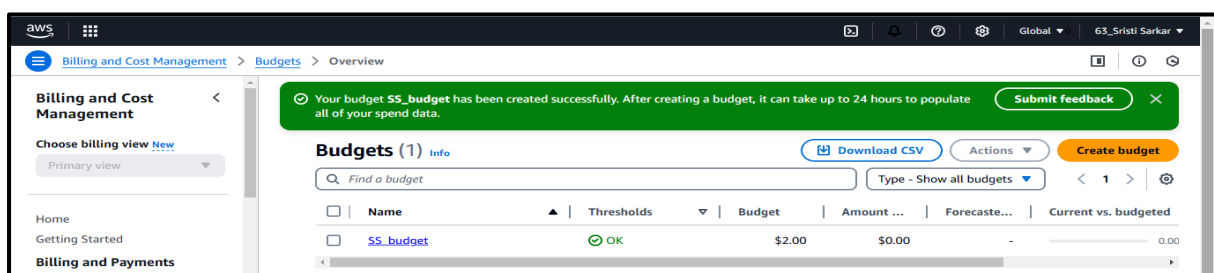 aws
Global ▼
63_Sristi Sarkar ▼
Billing and Cost Management > Budgets > Overview
Billing and Cost
Management
Choose billing view New
Primary view
Home
Getting Started
Billing and Payments
Your budget SS_budget has been created successfully. After creating a budget, it can take up to 24 hours to populate
all of your spend data.
Submit feedback
Budgets (1) Info
Download CSV
Actions ▼
Create budget
Find a budget
Type - Show all budgets ▼
< 1 >
Name Thresholds Budget Amount ... Forecaste... Current vs. budgeted
SS_budget OK $2.00 $0.00 - 0.00